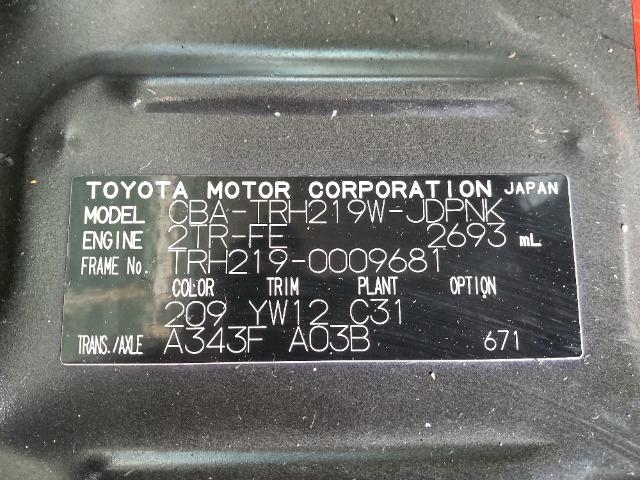 TOYOTA MOTOR CORPORATION JAPAN
MODEL CBA-TRH219W-JDPNK
ENGINE 2TR-FE 2693 mL
FRAME No. TRH219-0009681
COLOR TRIM PLANT OPTION
209 YW12 C31
TRANS./AXLE A343F A03B 671